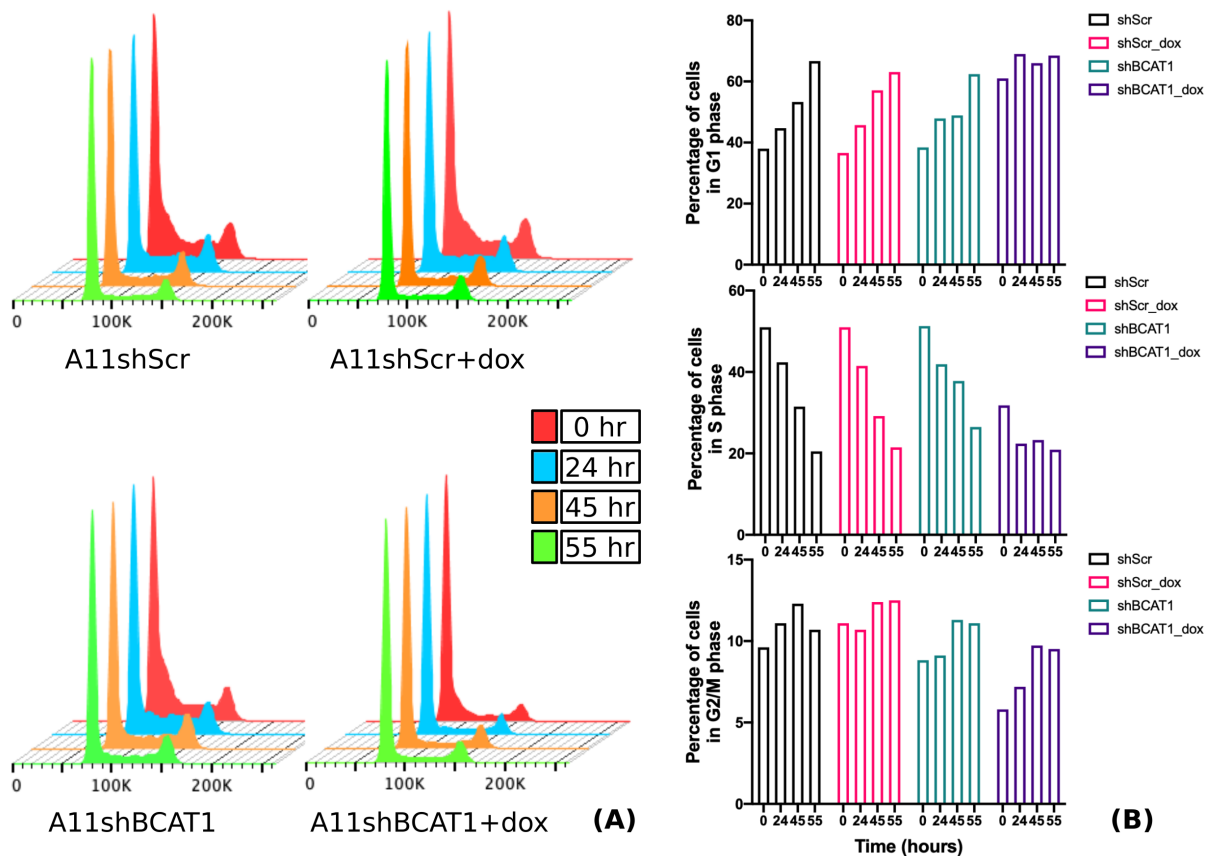 0 100K 200K
A11shScr
0 100K 200K
A11shScr+dox
0 hr
24 hr
45 hr
55 hr
0 100K 200K
A11shBCAT1
0 100K 200K
A11shBCAT1+dox
(A)
Percentage of cells
in G1 phase
80
60
40
20
0
0 24 45 55 0 24 45 55 0 24 45 55 0 24 45 55
shScr
shScr_dox
shBCAT1
shBCAT1_dox
Percentage of cells
in S phase
60
40
20
0
0 24 45 55 0 24 45 55 0 24 45 55 0 24 45 55
shScr
shScr_dox
shBCAT1
shBCAT1_dox
Percentage of cells
in G2/M phase
15
10
5
0
0 24 45 55 0 24 45 55 0 24 45 55 0 24 45 55
Time (hours)
shScr
shScr_dox
shBCAT1
shBCAT1_dox
(B)